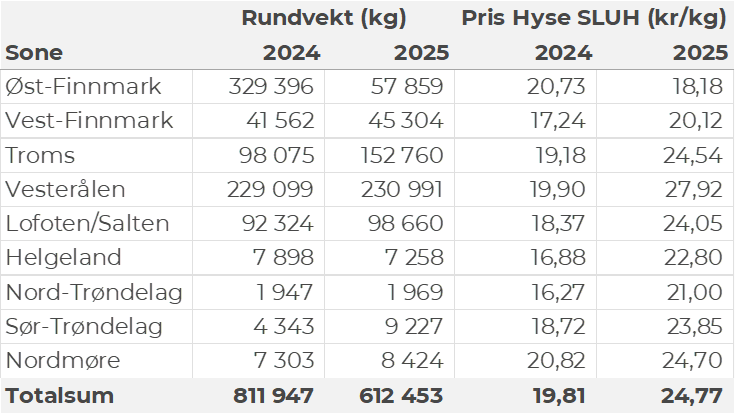 Rundvekt (kg) Pris Hyse SLUH (kr/kg)
Sone 2024 2025 2024 2025
Øst-Finnmark 329 396 57 859 20,73 18,18
Vest-Finnmark 41 562 45 304 17,24 20,12
Troms 98 075 152 760 19,18 24,54
Vesterålen 229 099 230 991 19,90 27,92
Lofoten/Salten 92 324 98 660 18,37 24,05
Helgeland 7 898 7 258 16,88 22,80
Nord-Trøndelag 1 947 1 969 16,27 21,00
Sør-Trøndelag 4 343 9 227 18,72 23,85
Nordmøre 7 303 8 424 20,82 24,70
Totalsum 811 947 612 453 19,81 24,77